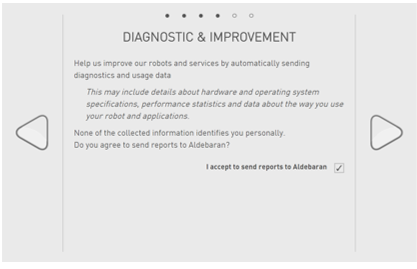 DIAGNOSTIC & IMPROVEMENT
Help us improve our robots and services by automatically sending
diagnostics and usage data
This may include details about hardware and operating system
specifications, performance statistics and data about the way you use
your robot and applications.
None of the collected information identifies you personally.
Do you agree to send reports to Aldebaran?
I accept to send reports to Aldebaran